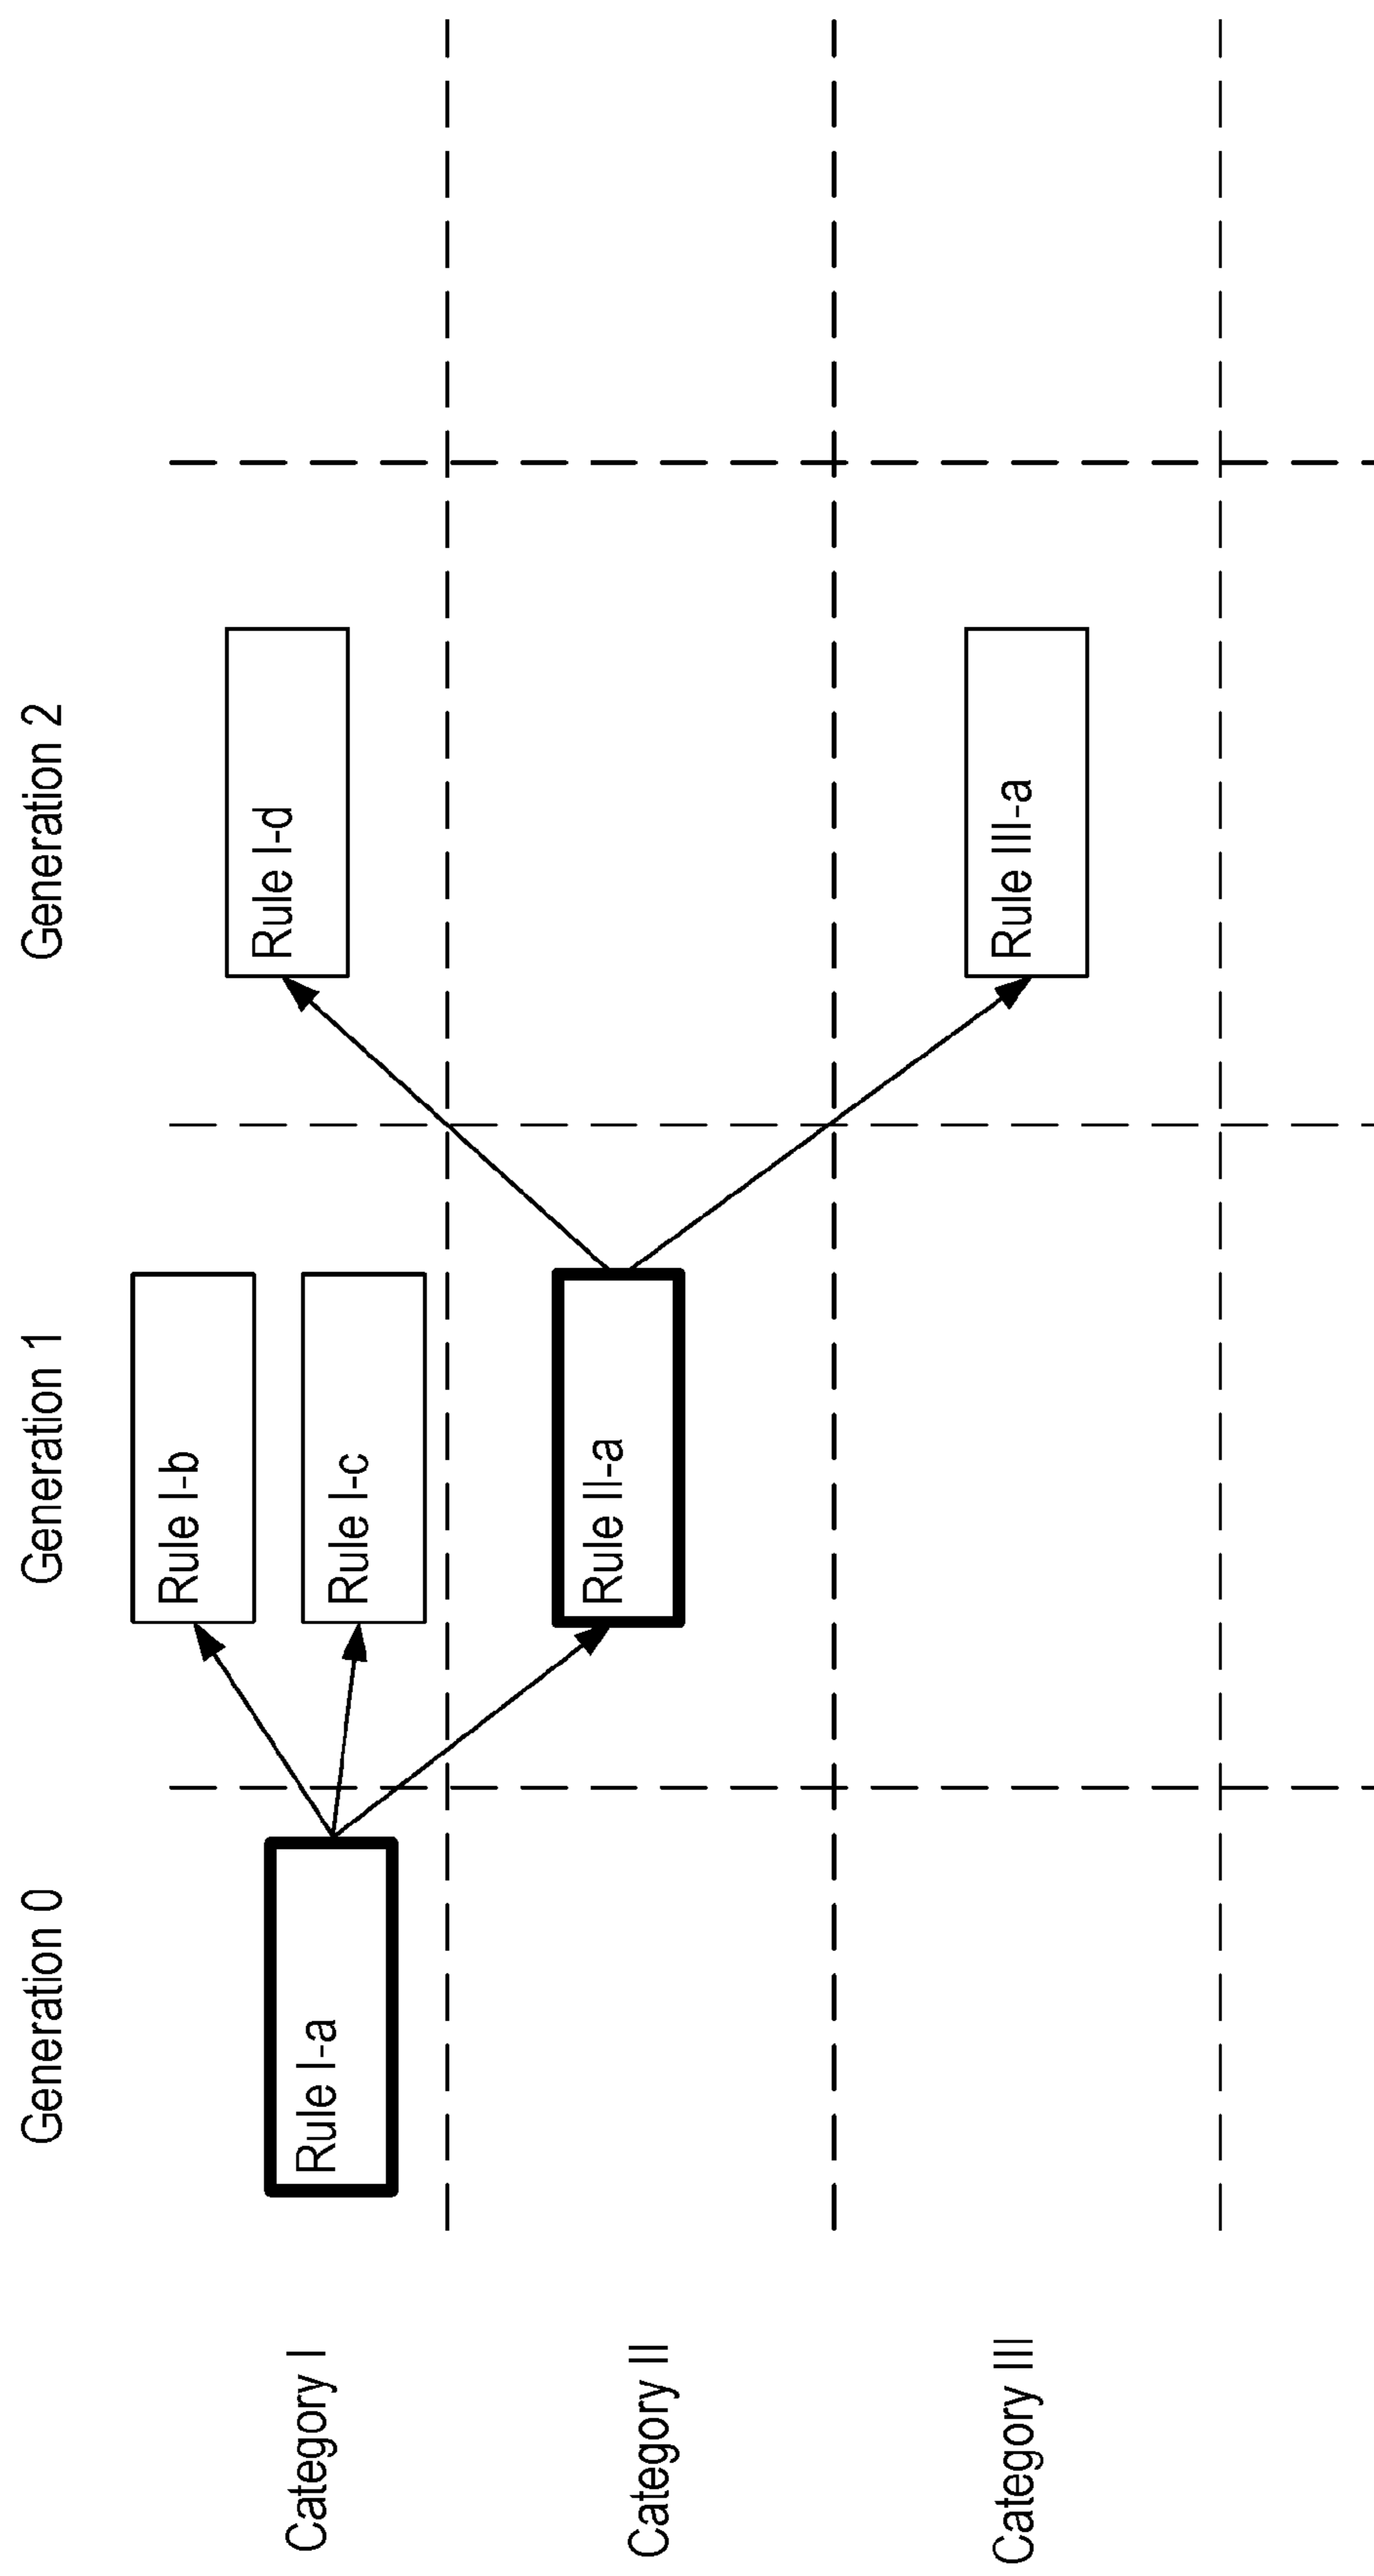 Generation 0
Generation 1
Generation 2
Category I
Rule I-a
Rule I-b
Rule I-c
Rule I-d
Category II
Rule II-a
Category III
Rule III-a